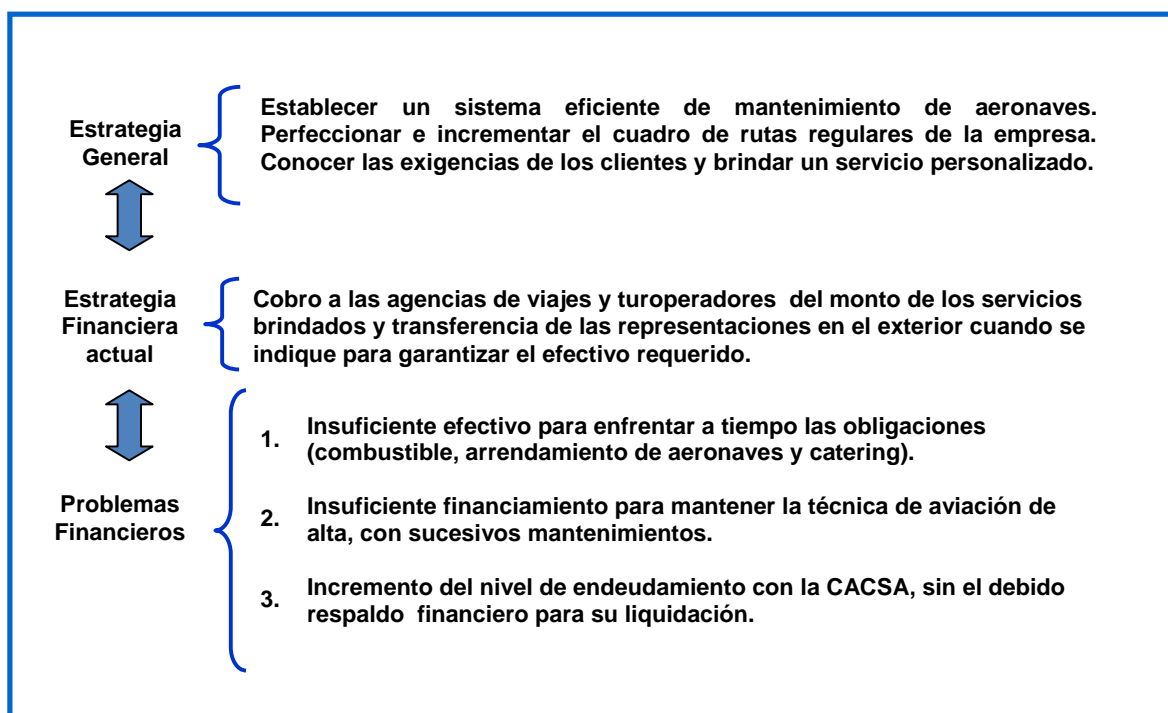 Estrategia
General
Establecer un sistema eficiente de mantenimiento de aeronaves.
Perfeccionar e incrementar el cuadro de rutas regulares de la empresa.
Conocer las exigencias de los clientes y brindar un servicio personalizado.
Estrategia
Financiera
actual
Cobro a las agencias de viajes y turoperadores del monto de los servicios
brindados y transferencia de las representaciones en el exterior cuando se
indique para garantizar el efectivo requerido.
Problemas
Financieros
1. Insuficiente efectivo para enfrentar a tiempo las obligaciones
(combustible, arrendamiento de aeronaves y catering).
2. Insuficiente financiamiento para mantener la técnica de aviación de
alta, con sucesivos mantenimientos.
3. Incremento del nivel de endeudamiento con la CACSA, sin el debido
respaldo financiero para su liquidación.